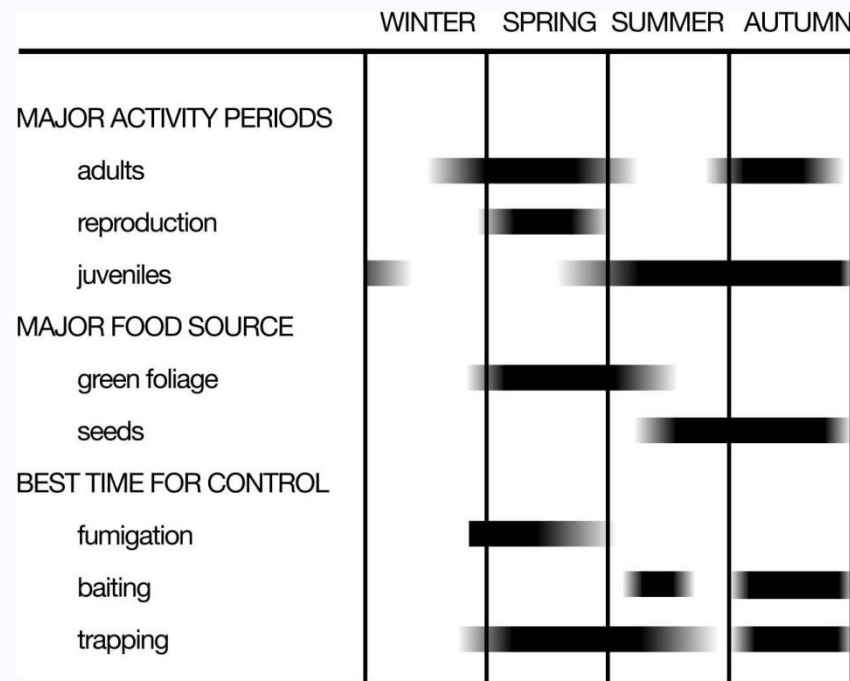 WINTER SPRING SUMMER AUTUMN
MAJOR ACTIVITY PERIODS
adults
reproduction
juveniles
MAJOR FOOD SOURCE
green foliage
seeds
BEST TIME FOR CONTROL
fumigation
baiting
trapping